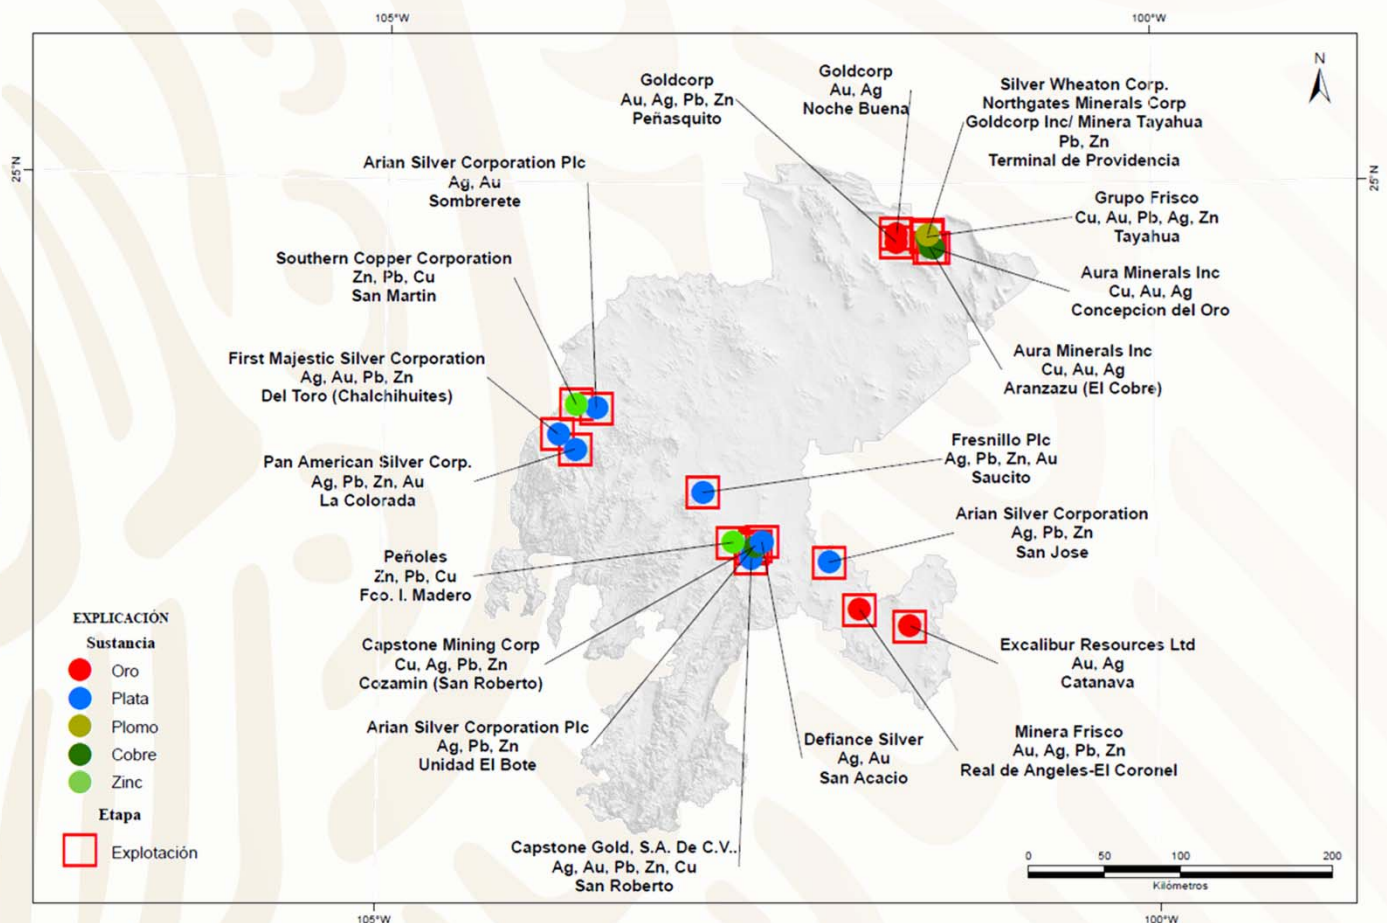 105°W
100°W
25°N
25°N
N
Goldcorp
Au, Ag, Pb, Zn
Peñasquito
Goldcorp
Au, Ag
Noche Buena
Silver Wheaton Corp.
Northgates Minerals Corp
Goldcorp Inc/ Minera Tayahua
Pb, Zn
Terminal de Providencia
Arian Silver Corporation Plc
Ag, Au
Sombrerete
Grupo Frisco
Cu, Au, Pb, Ag, Zn
Tayahua
Southern Copper Corporation
Zn, Pb, Cu
San Martin
Aura Minerals Inc
Cu, Au, Ag
Concepcion del Oro
First Majestic Silver Corporation
Ag, Au, Pb, Zn
Del Toro (Chalchihuites)
Aura Minerals Inc
Cu, Au, Ag
Aranzazu (El Cobre)
Pan American Silver Corp.
Ag, Pb, Zn, Au
La Colorada
Fresnillo Plc
Ag, Pb, Zn, Au
Saucito
Arian Silver Corporation
Ag, Pb, Zn
San Jose
Peñoles
Zn, Pb, Cu
Fco. I. Madero
Capstone Mining Corp
Cu, Ag, Pb, Zn
Cozamin (San Roberto)
Excalibur Resources Ltd
Au, Ag
Catanava
Arian Silver Corporation Plc
Ag, Pb, Zn
Unidad El Bote
Defiance Silver
Ag, Au
San Acacio
Minera Frisco
Au, Ag, Pb, Zn
Real de Angeles-El Coronel
Capstone Gold, S.A. De C.V..
Ag, Au, Pb, Zn, Cu
San Roberto
EXPLICACIÓN
Sustancia
Oro
Plata
Plomo
Cobre
Zinc
Etapa
Explotación
0 50 100 200
Kilómetros
105°W
100°W